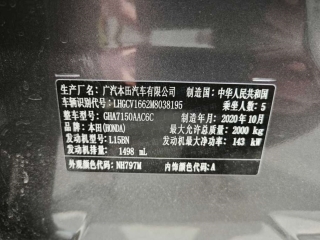 生产厂名：广汽本田汽车有限公司 制造国：中华人民共和国
车辆识别代号：LHGCV1662M8038195 乘坐人数：5
整车型号：GHA7150AAC6C 制造年月：2020年10月
品牌：本田(HONDA) 最大允许总质量：2000 kg
发动机型号：L15BN 发动机最大净功率：143 kW
发动机排量：1498 mL
外观颜色代码：NH797M 内饰颜色代码：A